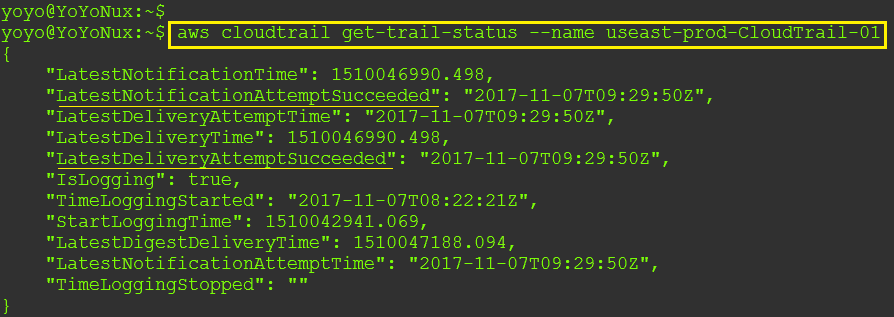 yoyo@YoYoNux:~$
yoyo@YoYoNux:~$ aws cloudtrail get-trail-status --name useast-prod-CloudTrail-01
{
    "LatestNotificationTime": 1510046990.498,
    "LatestNotificationAttemptSucceeded": "2017-11-07T09:29:50Z",
    "LatestDeliveryAttemptTime": "2017-11-07T09:29:50Z",
    "LatestDeliveryTime": 1510046990.498,
    "LatestDeliveryAttemptSucceeded": "2017-11-07T09:29:50Z",
    "IsLogging": true,
    "TimeLoggingStarted": "2017-11-07T08:22:21Z",
    "StartLoggingTime": 1510042941.069,
    "LatestDigestDeliveryTime": 1510047188.094,
    "LatestNotificationAttemptTime": "2017-11-07T09:29:50Z",
    "TimeLoggingStopped": ""
}